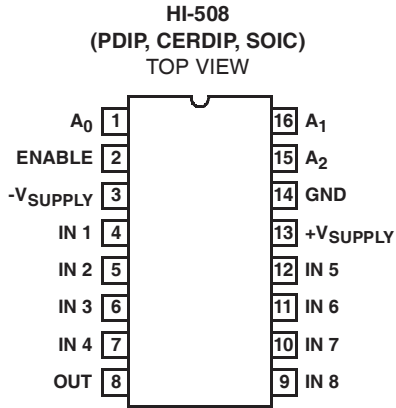 HI-508
(PDIP, CERDIP, SOIC)
TOP VIEW
A0 1 16 A1
ENABLE 2 15 A2
-VSUPPLY 3 14 GND
IN 1 4 13 +VSUPPLY
IN 2 5 12 IN 5
IN 3 6 11 IN 6
IN 4 7 10 IN 7
OUT 8 9 IN 8